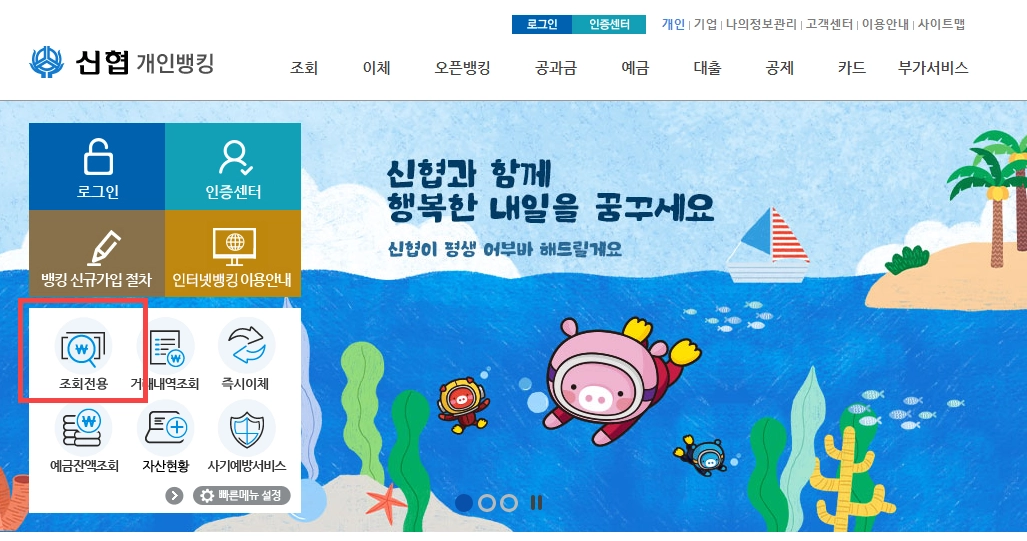 로그인 인증센터 개인 | 기업 | 나의정보관리 | 고객센터 | 이용안내 | 사이트맵
신협 개인뱅킹
조회 이체 오픈뱅킹 공과금 예금 대출 공제 카드 부가서비스
로그인 인증센터
뱅킹 신규가입 절차 인터넷뱅킹 이용안내
신협과 함께
행복한 내일을 꿈꾸세요
신협이 평생 어부바 해드릴게요
조회전용 거래내역조회 즉시이체
예금잔액조회 자산현황 사기예방서비스
빠른메뉴 설정